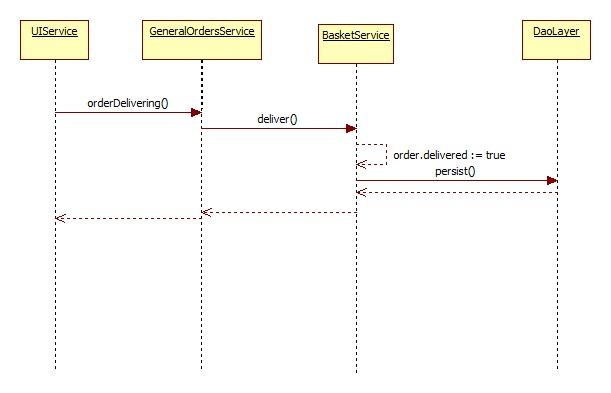 UIService
GeneralOrdersService
BasketService
DaoLayer
orderDelivering()
deliver()
order.delivered := true
persist()